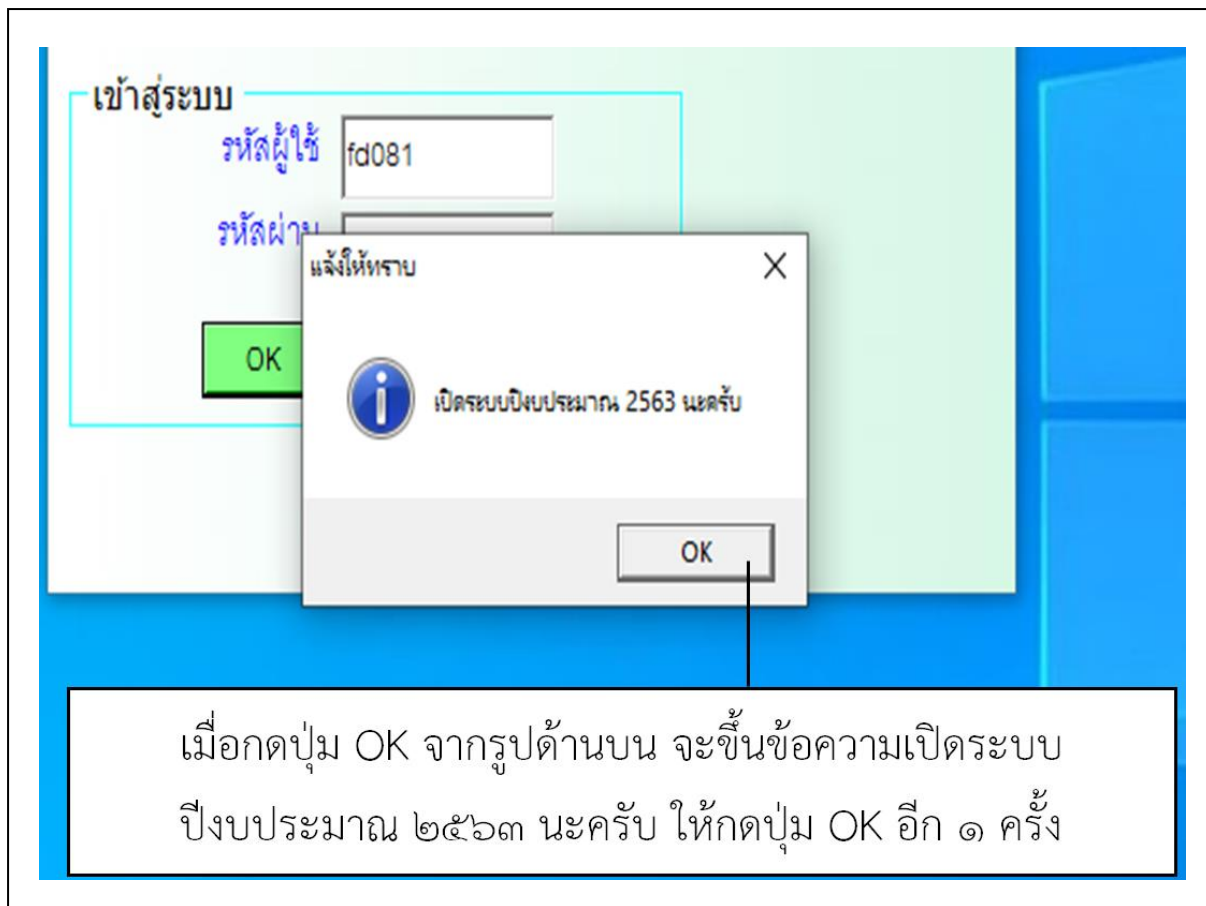 เข้าสู่ระบบ
รหัสผู้ใช้ fd081
รหัสผ่าน
แจ้งให้ทราบ
OK
เปิดระบบปีงบประมาณ 2563 นะครับ
OK
เมื่อกดปุ่ม OK จากรูปด้านบน จะขึ้นข้อความเปิดระบบ
ปีงบประมาณ ๒๕๖๓ นะครับ ให้กดปุ่ม OK อีก ๑ ครั้ง